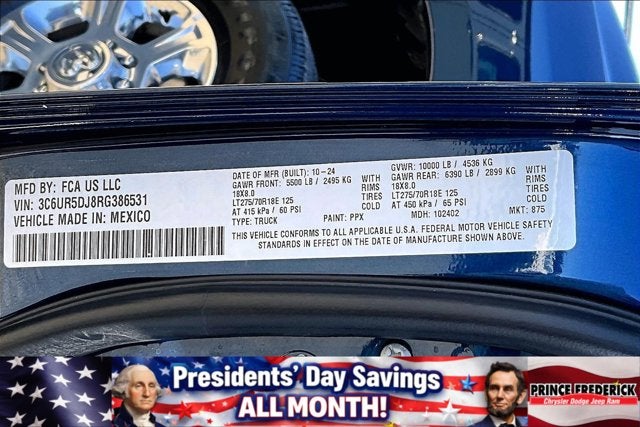 MFD BY: FCA US LLC
VIN: 3C6UR5DJ8RG386531
VEHICLE MADE IN: MEXICO
DATE OF MFR (BUILT): 10-24
GAWR FRONT: 5500 LB / 2495 KG
18X8.0 TIRES
LT275/70R18E 125 COLD
AT 415 kPa / 60 PSI
TYPE: TRUCK
PAINT: PPX
GVWR: 10000 LB / 4536 KG
GAWR REAR: 6390 LB / 2899 KG
18X8.0 RIMS
LT275/70R18E 125 TIRES
AT 450 kPa / 65 PSI COLD
MDH: 102402
MKT: 875
THIS VEHICLE CONFORMS TO ALL APPLICABLE U.S.A. FEDERAL MOTOR VEHICLE SAFETY
STANDARDS IN EFFECT ON THE DATE OF MANUFACTURE SHOWN ABOVE.
Presidents' Day Savings
ALL MONTH!
PRINCE FREDERICK
Chrysler Dodge Jeep Ram